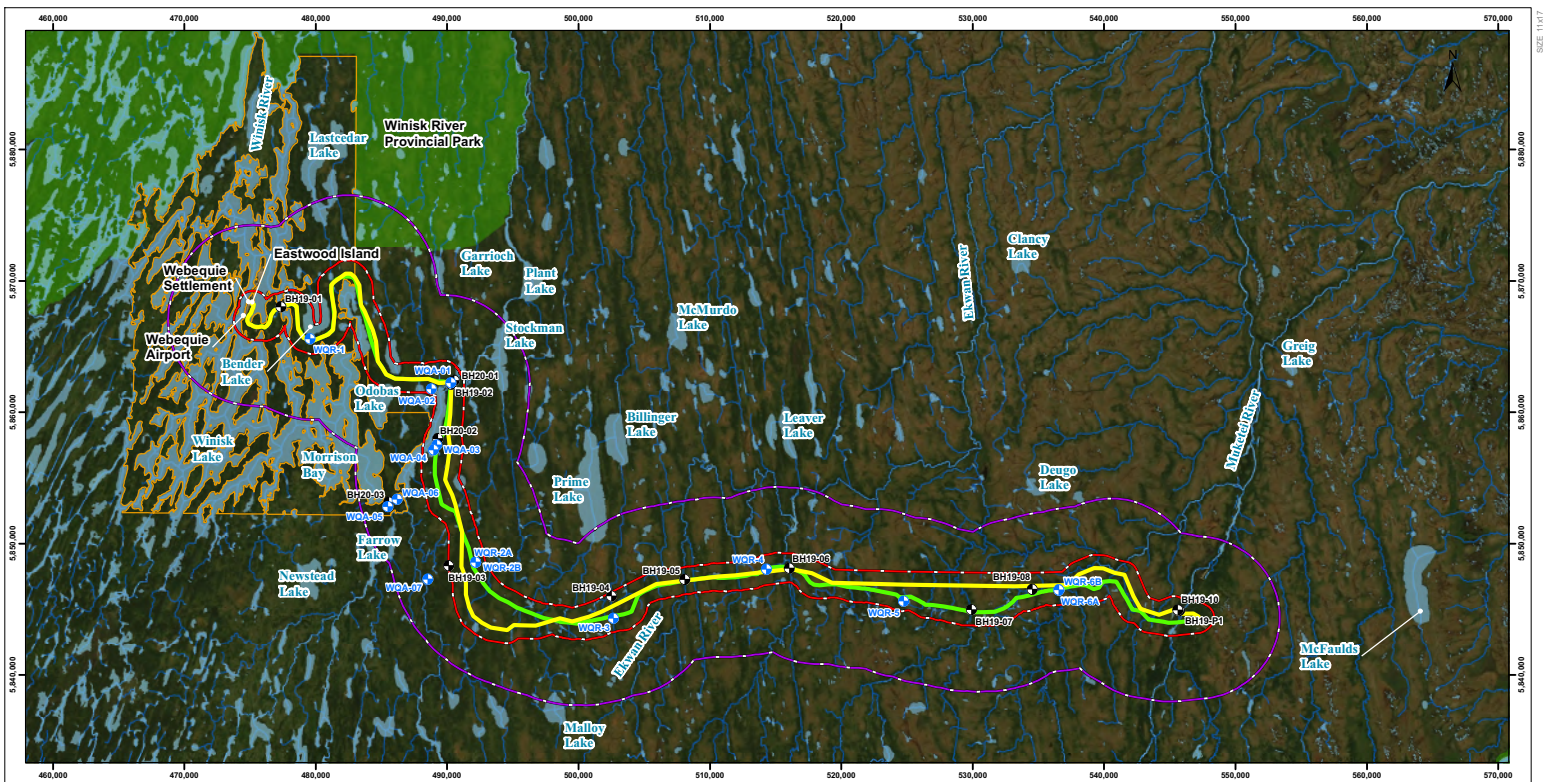 SIZE 11x17
460,000
470,000
480,000
490,000
500,000
510,000
520,000
530,000
540,000
550,000
560,000
570,000
N
5,880,000
5,880,000
5,870,000
5,870,000
5,860,000
5,860,000
5,850,000
5,850,000
5,840,000
5,840,000
Winisk River
Lastcedar
Lake
Winisk River
Provincial Park
Eastwood Island
Webequie
Settlement
BH19-01
Webequie
Airport
WQR-1
Bender
Lake
Garrioch
Lake
Plant
Lake
Stockman
Lake
McMurdo
Lake
Ekwan River
Clancy
Lake
Greig
Lake
Muketei River
WQA-01
BH20-01
BH19-02
WQA-02
Odobas
Lake
BH20-02
WQA-03
WQA-04
Winisk
Lake
Morrison
Bay
BH20-03
WQA-06
WQA-05
Farrow
Lake
Newstead
Lake
WQA-07
BH19-03
WQR-2A
WQR-2B
Billinger
Lake
Leaver
Lake
Prime
Lake
Deugo
Lake
BH19-04
WQR-3
Ekwan River
BH19-05
WQR-4
BH19-06
WQR-5
BH19-07
BH19-08
WQR-6B
WQR-6A
BH19-10
BH19-P1
McFaulds
Lake
Malloy
Lake
460,000
470,000
480,000
490,000
500,000
510,000
520,000
530,000
540,000
550,000
560,000
570,000